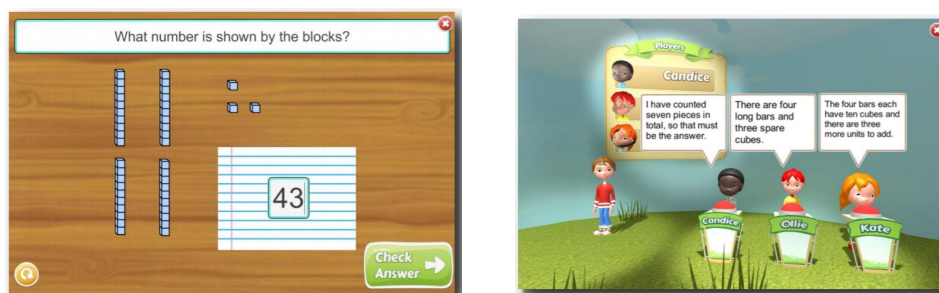 What number is shown by the blocks?
43
Check
Answer
Players
Candice
I have counted
seven pieces in
total, so that must
be the answer.
There are four
long bars and
three spare
cubes.
The four bars each
have ten cubes and
there are three
more units to add.
Candice
Ollie
Kate